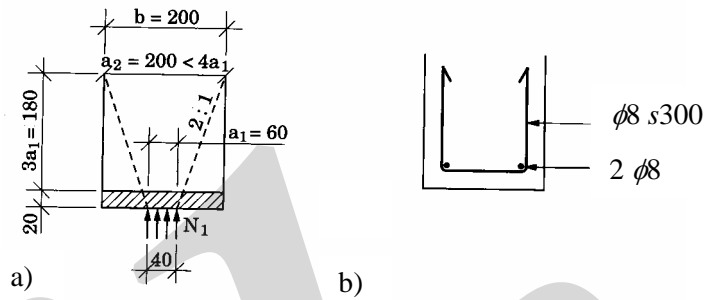 b = 200
a₂ = 200 < 4a₁
3a₁ = 180
2 : 1
a₁ = 60
20
N₁
40
a)
ϕ8 s300
2 ϕ8
b)